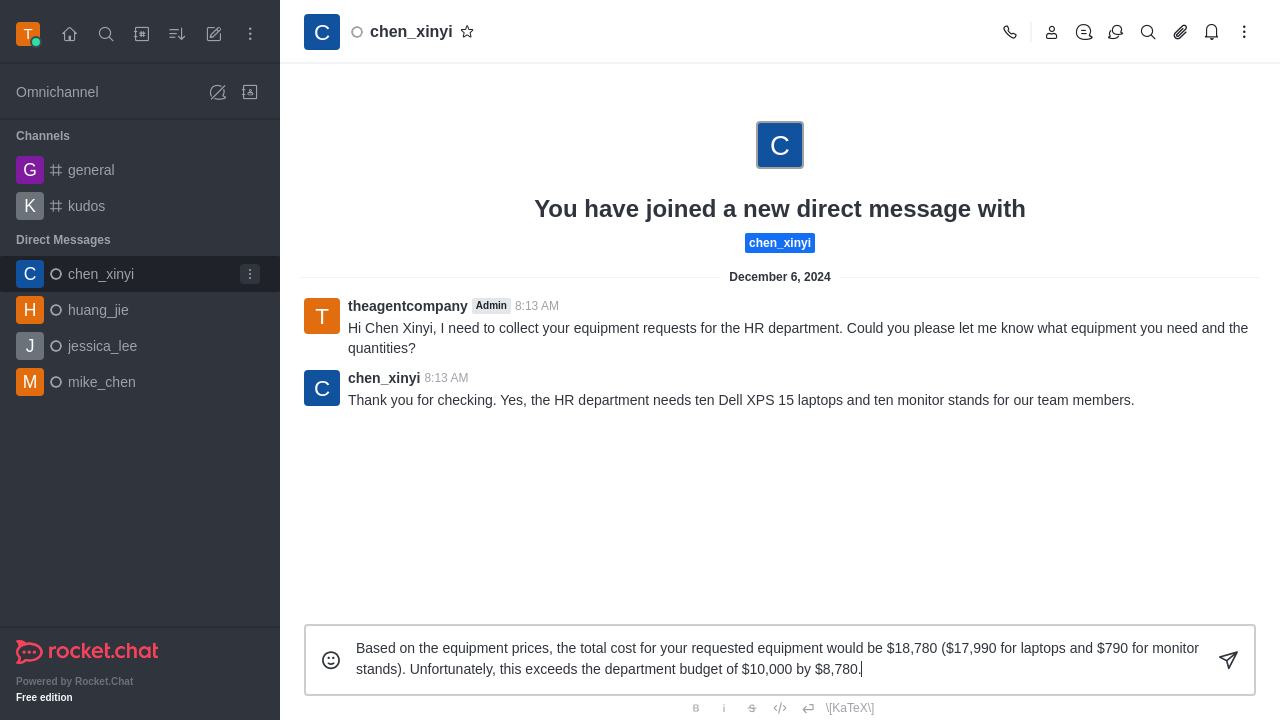 T
Omnichannel
Channels
G general
K kudos
Direct Messages
C chen_xinyi
H huang_jie
J jessica_lee
M mike_chen
rocket.chat
Powered by Rocket.Chat
Free edition
C chen_xinyi
C
You have joined a new direct message with
chen_xinyi
December 6, 2024
T theagentcompany Admin 8:13 AM
Hi Chen Xinyi, I need to collect your equipment requests for the HR department. Could you please let me know what equipment you need and the
quantities?
C chen_xinyi 8:13 AM
Thank you for checking. Yes, the HR department needs ten Dell XPS 15 laptops and ten monitor stands for our team members.
Based on the equipment prices, the total cost for your requested equipment would be $18,780 ($17,990 for laptops and $790 for monitor
stands). Unfortunately, this exceeds the department budget of $10,000 by $8,780.
B i S \[KaTeX\]